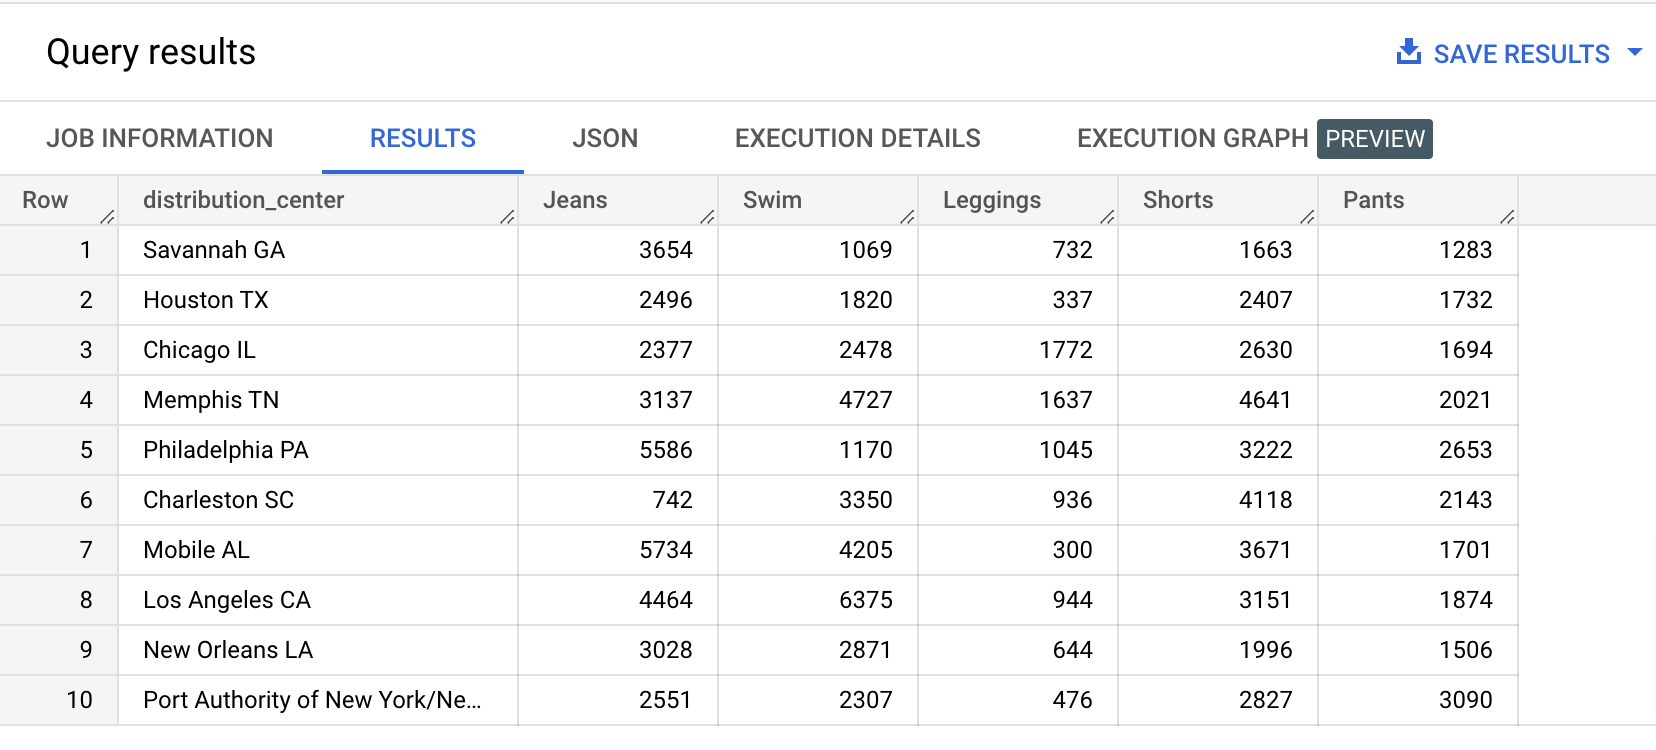 Query results
SAVE RESULTS
JOB INFORMATION RESULTS JSON EXECUTION DETAILS EXECUTION GRAPH PREVIEW
Row distribution_center Jeans Swim Leggings Shorts Pants
1 Savannah GA 3654 1069 732 1663 1283
2 Houston TX 2496 1820 337 2407 1732
3 Chicago IL 2377 2478 1772 2630 1694
4 Memphis TN 3137 4727 1637 4641 2021
5 Philadelphia PA 5586 1170 1045 3222 2653
6 Charleston SC 742 3350 936 4118 2143
7 Mobile AL 5734 4205 300 3671 1701
8 Los Angeles CA 4464 6375 944 3151 1874
9 New Orleans LA 3028 2871 644 1996 1506
10 Port Authority of New York/Ne... 2551 2307 476 2827 3090